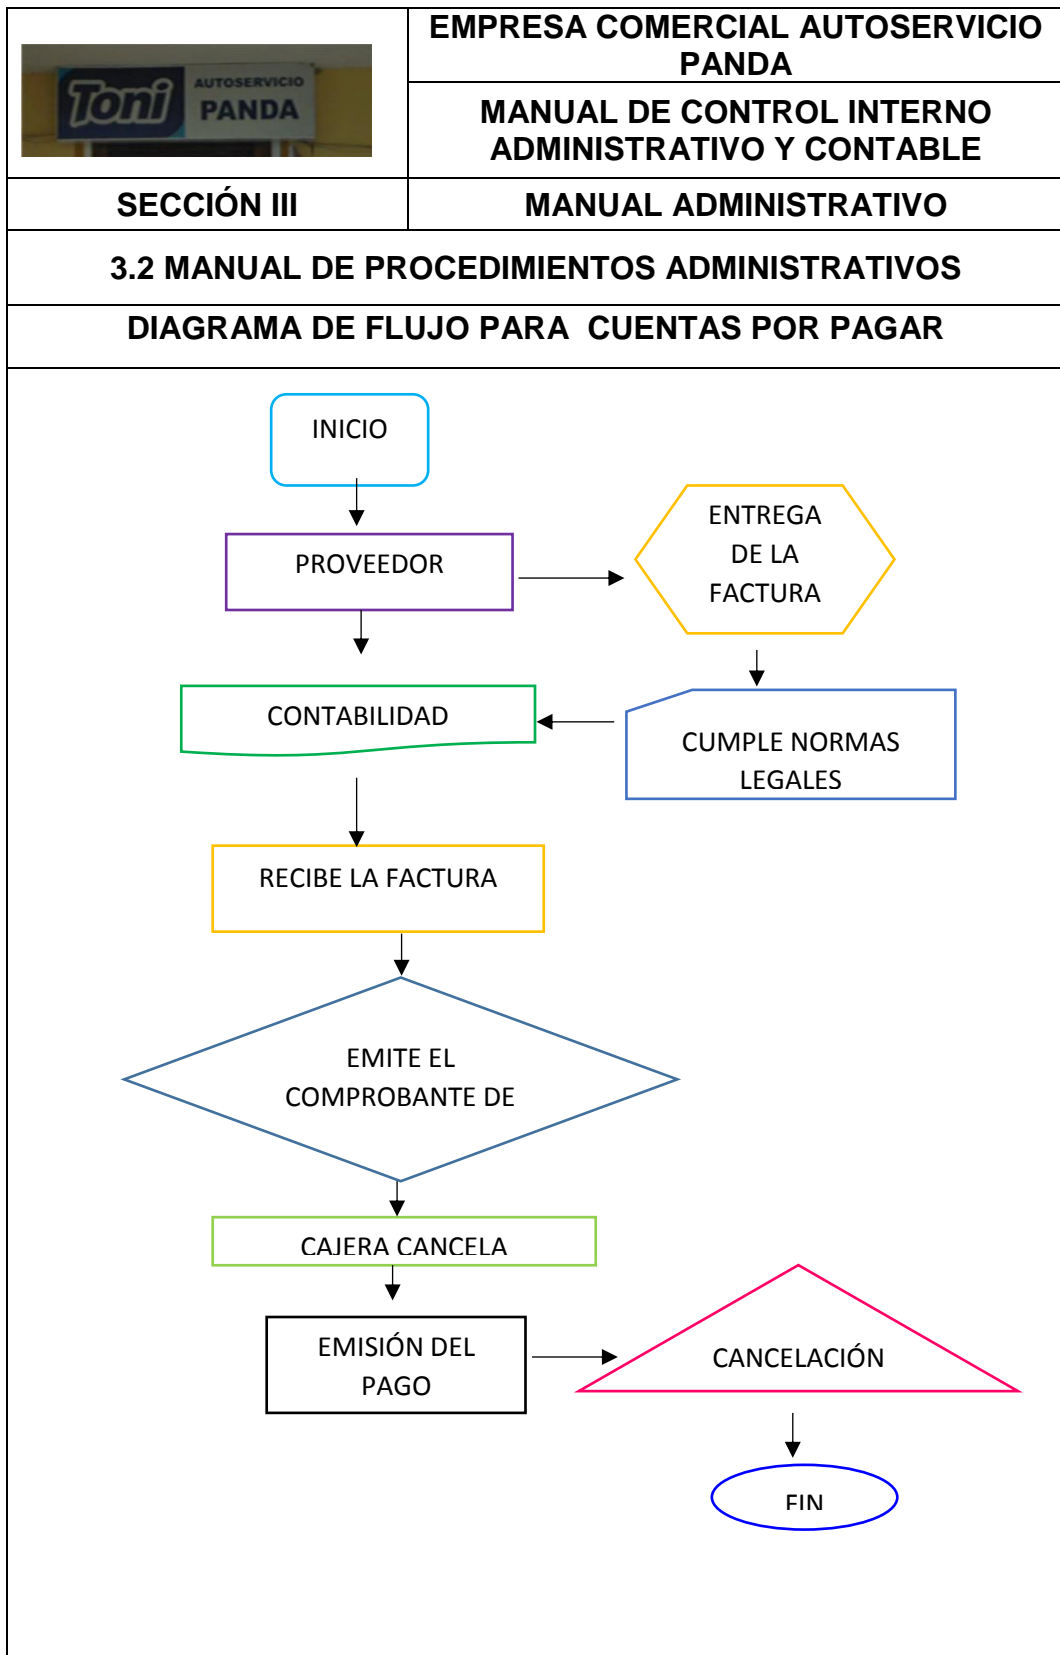 Toni
AUTOSERVICIO
PANDA
EMPRESA COMERCIAL AUTOSERVICIO
PANDA
MANUAL DE CONTROL INTERNO
ADMINISTRATIVO Y CONTABLE
SECCIÓN III
MANUAL ADMINISTRATIVO
3.2 MANUAL DE PROCEDIMIENTOS ADMINISTRATIVOS
DIAGRAMA DE FLUJO PARA CUENTAS POR PAGAR
INICIO
PROVEEDOR
ENTREGA
DE LA
FACTURA
CONTABILIDAD
CUMPLE NORMAS
LEGALES
RECIBE LA FACTURA
EMITE EL
COMPROBANTE DE
CAJERA CANCELA
EMISIÓN DEL
PAGO
CANCELACIÓN
FIN